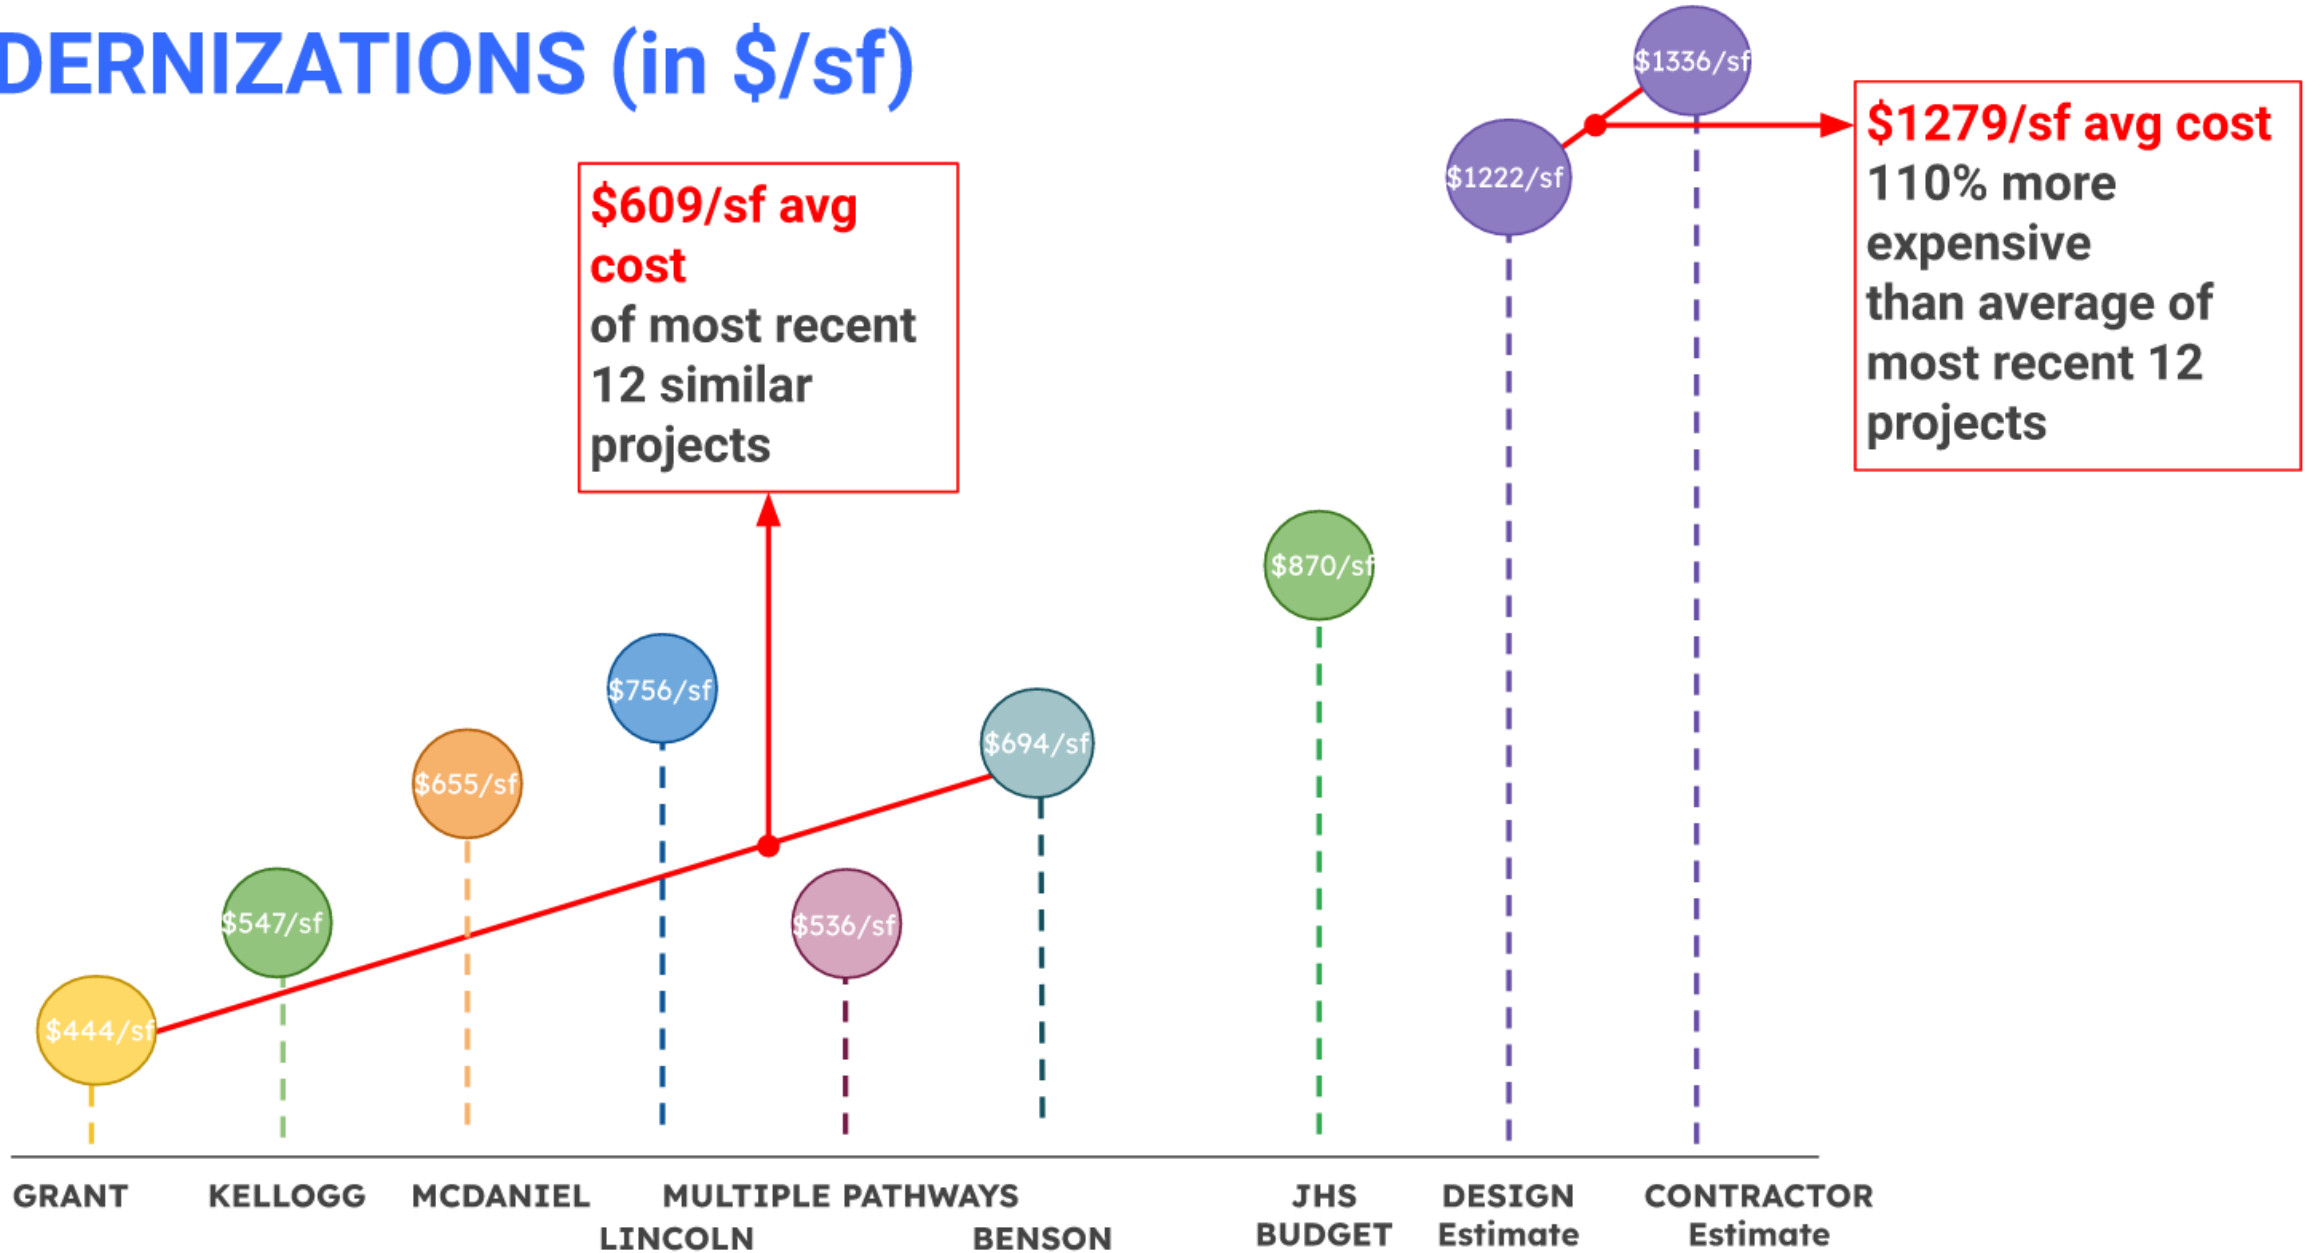 DERNIZATIONS (in $/sf)
$1336/sf
$1279/sf avg cost
110% more
expensive
than average of
most recent 12
projects
$1222/sf
$609/sf avg
cost
of most recent
12 similar
projects
$870/sf
$756/sf
$694/sf
$655/sf
$547/sf
$536/sf
$444/sf
GRANT
KELLOGG
MCDANIEL
LINCOLN
MULTIPLE PATHWAYS
BENSON
JHS
BUDGET
DESIGN
Estimate
CONTRACTOR
Estimate